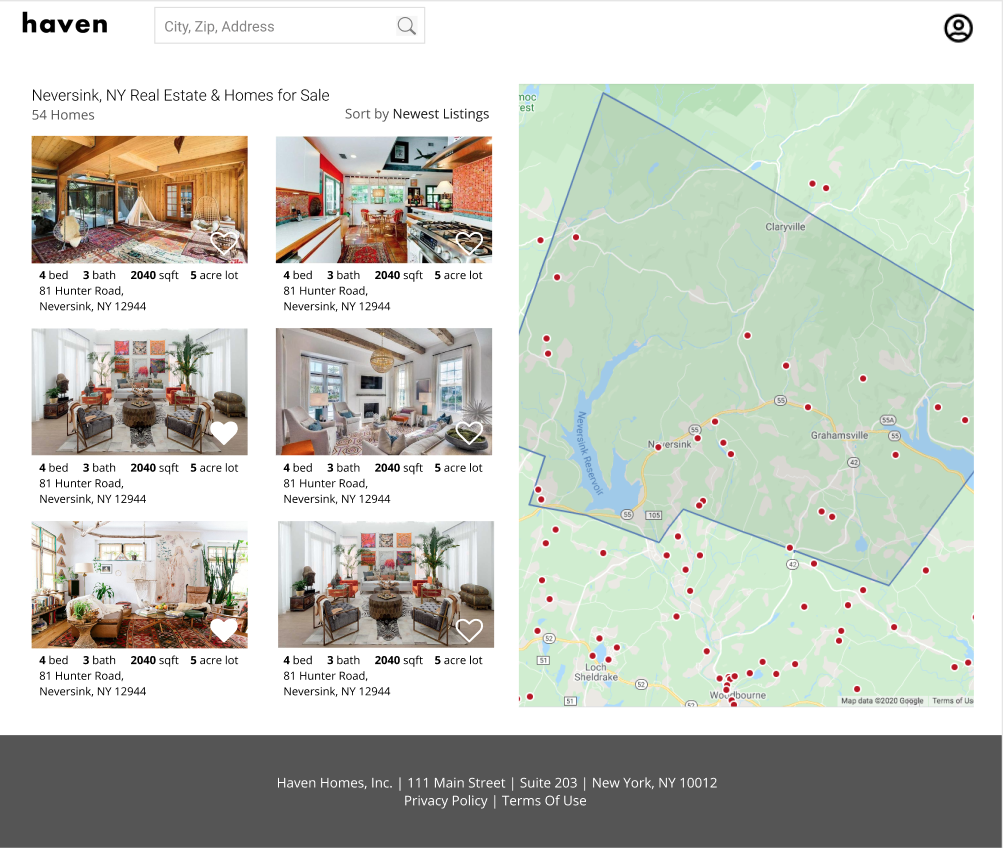 haven
City, Zip, Address
Neversink, NY Real Estate & Homes for Sale
54 Homes
Sort by Newest Listings
4 bed 3 bath 2040 sqft 5 acre lot
81 Hunter Road,
Neversink, NY 12944
4 bed 3 bath 2040 sqft 5 acre lot
81 Hunter Road,
Neversink, NY 12944
4 bed 3 bath 2040 sqft 5 acre lot
81 Hunter Road,
Neversink, NY 12944
4 bed 3 bath 2040 sqft 5 acre lot
81 Hunter Road,
Neversink, NY 12944
4 bed 3 bath 2040 sqft 5 acre lot
81 Hunter Road,
Neversink, NY 12944
4 bed 3 bath 2040 sqft 5 acre lot
81 Hunter Road,
Neversink, NY 12944
Claryville
55
55A
55
55
Grahamsville
42
Neversink Reservoir
55
105
42
52
51
Loch
Sheldrake
52
52
51
Woodbourne
Map data ©2020 Google
Terms of Us
Haven Homes, Inc. | 111 Main Street | Suite 203 | New York, NY 10012
Privacy Policy | Terms Of Use